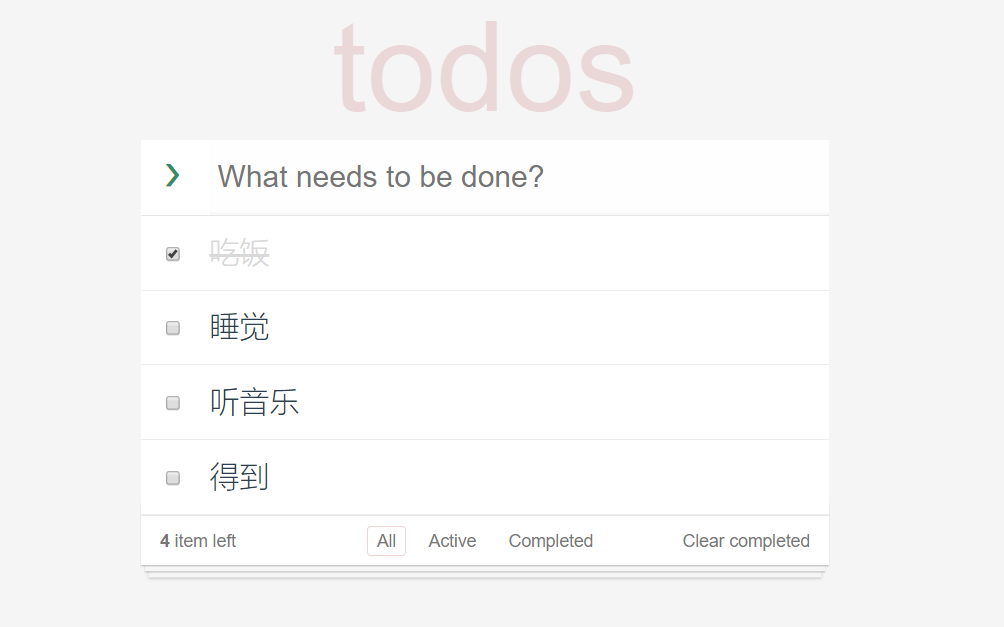 todos
What needs to be done?
吃饭
睡觉
听音乐
得到
4 item left All Active Completed Clear completed